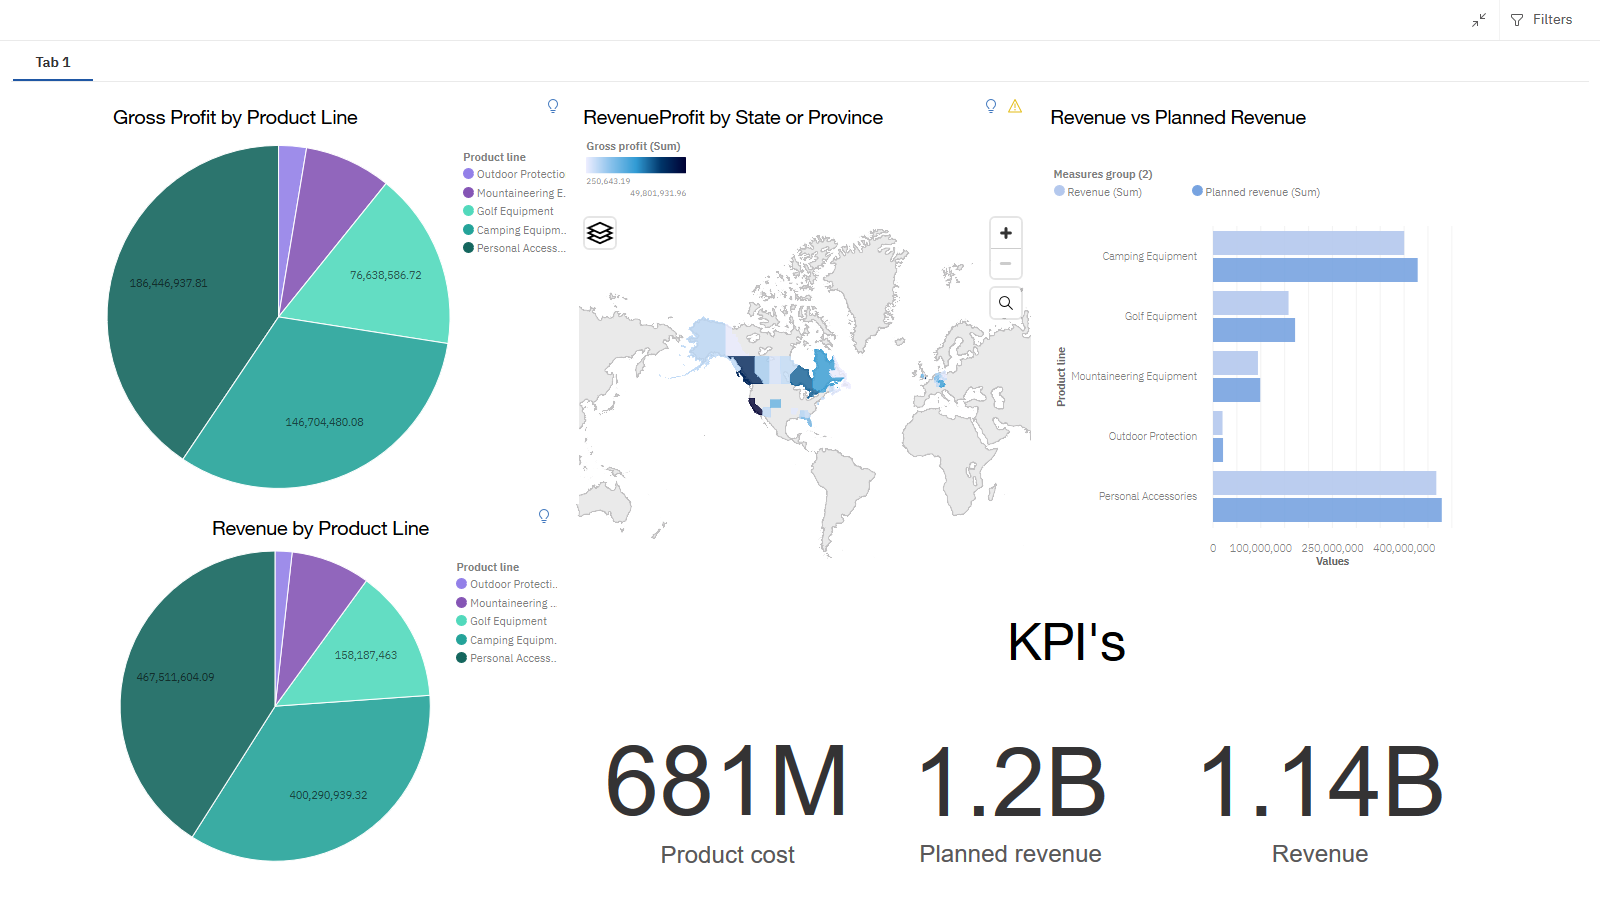 Filters
Tab 1
Gross Profit by Product Line
Product line
Outdoor Protectio
Mountaineering E.
Golf Equipment
Camping Equipm..
Personal Access...
186,446,937.81
76,638,586.72
146,704,480.08
RevenueProfit by State or Province
Gross profit (Sum)
250,643.19
49,801,931.96
Revenue vs Planned Revenue
Measures group (2)
Revenue (Sum)
Planned revenue (Sum)
Product line
Camping Equipment
Golf Equipment
Mountaineering Equipment
Outdoor Protection
Personal Accessories
0 100,000,000 250,000,000 400,000,000
Values
Revenue by Product Line
Product line
Outdoor Protecti..
Mountaineering ...
Golf Equipment
Camping Equipm.
Personal Access..
158,187,463
467,511,604.09
400,290,939.32
KPI's
681M
Product cost
1.2B
Planned revenue
1.14B
Revenue